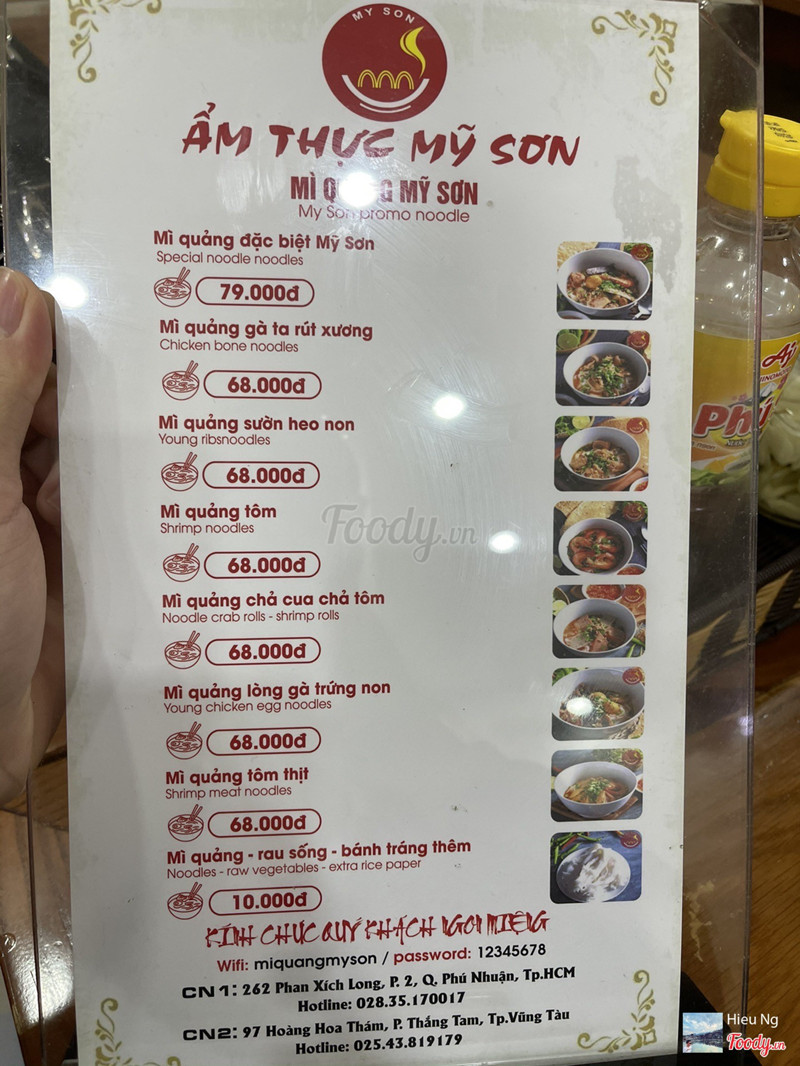 MY SON
ẨM THỰC MỸ SƠN
MÌ QUẢNG MỸ SƠN
My Son promo noodle
Mì quảng đặc biệt Mỹ Sơn
Special noodle noodles
79.000đ
Mì quảng gà ta rút xương
Chicken bone noodles
68.000đ
Mì quảng sườn heo non
Young ribsnoodles
68.000đ
Mì quảng tôm
Shrimp noodles
68.000đ
Mì quảng chả cua chả tôm
Noodle crab rolls - shrimp rolls
68.000đ
Mì quảng lòng gà trứng non
Young chicken egg noodles
68.000đ
Mì quảng tôm thịt
Shrimp meat noodles
68.000đ
Mì quảng - rau sống - bánh tráng thêm
Noodles - raw vegetables - extra rice paper
10.000đ
KÍNH CHÚC QUÝ KHÁCH NGON MIỆNG
Wifi: miquangmyson / password: 12345678
CN1: 262 Phan Xích Long, P. 2, Q. Phú Nhuận, Tp.HCM
Hotline: 028.35.170017
CN2: 97 Hoàng Hoa Thám, P. Thắng Tam, Tp.Vũng Tàu
Hotline: 025.43.819179
Foody.vn
Hieu Ng
Foody.vn